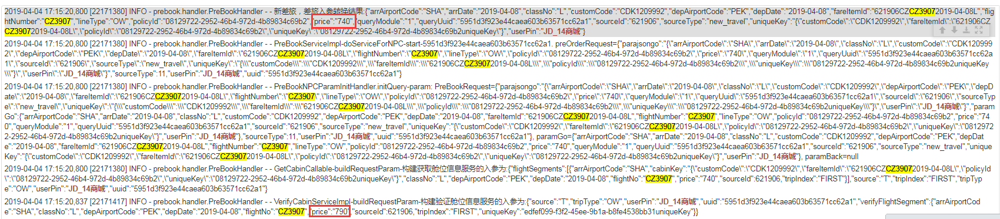 2019-04-04 17:15:20,800 [22171380] INFO - prebook.handler.PreBookHandler - - 新差旅，差旅入参转换结果:{"arrAirportCode":"SHA","arrDate":"2019-04-08","classNo":"L","customCode":"CDK1209992","depAirportCode":"PEK","depDate":"2019-04-08","fareItemId":"621906CZCZ39072019-04-08L","flig
htNumber":"CZ3907","lineType":"OW","policyId":"08129722-2952-46b4-972d-4b89834c69b2","price":"740","queryModule":"1","queryUuid":"5951d3f923e44caea603b63571cc62a1","sourceId":"621906","sourceType":"new_travel","uniqueKey":"{\"customCode\":\"CDK1209992\",\"fareItemId\":\"621906CZ
CZ39072019-04-08L\",\"policyId\":\"08129722-2952-46b4-972d-4b89834c69b2\",\"uniqueKey\":\"08129722-2952-46b4-972d-4b89834c69b2uniqueKey\"}","userPin":"JD_14商城"}
2019-04-04 17:15:20,800 [22171380] INFO - prebook.handler.PreBookHandler - - PreBookServiceImpl-doServiceForNPC-start-5951d3f923e44caea603b63571cc62a1. preOrderRequest={"parajsongo":"{\"arrAirportCode\":\"SHA\",\"arrDate\":\"2019-04-08\",\"classNo\":\"L\",\"customCode\":\"CDK120999
2\",\"depAirportCode\":\"PEK\",\"depDate\":\"2019-04-08\",\"fareItemId\":\"621906CZCZ39072019-04-08L\",\"flightNumber\":\"CZ3907\",\"lineType\":\"OW\",\"policyId\":\"08129722-2952-46b4-972d-4b89834c69b2\",\"price\":\"740\",\"queryModule\":\"1\",\"queryUuid\":\"5951d3f923e44caea603b63571cc62a
1\",\"sourceId\":\"621906\",\"sourceType\":\"new_travel\",\"uniqueKey\":\"{\\\"customCode\\\":\\\"CDK1209992\\\",\\\"fareItemId\\\":\\\"621906CZCZ39072019-04-08L\\\",\\\"policyId\\\":\\\"08129722-2952-46b4-972d-4b89834c69b2\\\",\\\"uniqueKey\\\":\\\"08129722-2952-46b4-972d-4b89834c69b2uniqueKey
\\\"}\",\"userPin\":\"JD_14商城\"}","sourceType":11,"userPin":"JD_14商城","uuid":"5951d3f923e44caea603b63571cc62a1"}
2019-04-04 17:15:20,800 [22171380] INFO - prebook.handler.PreBookHandler - - PreBookNPCParamInitHandler.initQuery-param: PreBookRequest={"parajsongo":"{\"arrAirportCode\":\"SHA\",\"arrDate\":\"2019-04-08\",\"classNo\":\"L\",\"customCode\":\"CDK1209992\",\"depAirportCode\":\"PEK\",\"depD
ate\":\"2019-04-08\",\"fareItemId\":\"621906CZCZ39072019-04-08L\",\"flightNumber\":\"CZ3907\",\"lineType\":\"OW\",\"policyId\":\"08129722-2952-46b4-972d-4b89834c69b2\",\"price\":\"740\",\"queryModule\":\"1\",\"queryUuid\":\"5951d3f923e44caea603b63571cc62a1\",\"sourceId\":\"621906\",\"sourceTyp
e\":\"new_travel\",\"uniqueKey\":\"{\\\"customCode\\\":\\\"CDK1209992\\\",\\\"fareItemId\\\":\\\"621906CZCZ39072019-04-08L\\\",\\\"policyId\\\":\\\"08129722-2952-46b4-972d-4b89834c69b2\\\",\\\"uniqueKey\\\":\\\"08129722-2952-46b4-972d-4b89834c69b2uniqueKey\\\"}\",\"userPin\":\"JD_14商城\"}","param
Go":{"arrAirportCode":"SHA","arrDate":"2019-04-08","classNo":"L","customCode":"CDK1209992","depAirportCode":"PEK","depDate":"2019-04-08","fareItemId":"621906CZCZ39072019-04-08L","flightNumber":"CZ3907","lineType":"OW","policyId":"08129722-2952-46b4-972d-4b89834c69b2","price":"74
0","queryModule":"1","queryUuid":"5951d3f923e44caea603b63571cc62a1","sourceId":"621906","sourceType":"new_travel","uniqueKey":"{\"customCode\":\"CDK1209992\",\"fareItemId\":\"621906CZCZ39072019-04-08L\",\"policyId\":\"08129722-2952-46b4-972d-4b89834c69b2\",\"uniqueKey\":\"0812972
2-2952-46b4-972d-4b89834c69b2uniqueKey\"}","userPin":"JD_14商城"},"sourceType":11,"userPin":"JD_14商城","uuid":"5951d3f923e44caea603b63571cc62a1"}, paramGo={"arrAirportCode":"SHA","arrDate":"2019-04-08","classNo":"L","customCode":"CDK1209992","depAirportCode":"PEK","depDat
e":"2019-04-08","fareItemId":"621906CZCZ39072019-04-08L","flightNumber":"CZ3907","lineType":"OW","policyId":"08129722-2952-46b4-972d-4b89834c69b2","price":"740","queryModule":"1","queryUuid":"5951d3f923e44caea603b63571cc62a1","sourceId":"621906","sourceType":"new_travel","unique
Key":"{\"customCode\":\"CDK1209992\",\"fareItemId\":\"621906CZCZ39072019-04-08L\",\"policyId\":\"08129722-2952-46b4-972d-4b89834c69b2\",\"uniqueKey\":\"08129722-2952-46b4-972d-4b89834c69b2uniqueKey\"}","userPin":"JD_14商城"}, paramBack=null
2019-04-04 17:15:20,800 [22171380] INFO - prebook.handler.PreBookHandler - - GetCabinCallable-buildRequestParam-构建获取舱位信息服务的入参为:{"flightSegments":[{"arrAirportCode":"SHA","cabinKey":"{\"customCode\":\"CDK1209992\",\"fareItemId\":\"621906CZCZ39072019-04-08L\",\"policyId
\":\"08129722-2952-46b4-972d-4b89834c69b2\",\"uniqueKey\":\"08129722-2952-46b4-972d-4b89834c69b2uniqueKey\"}","classNo":"L","depAirportCode":"PEK","depDate":"2019-04-08","flightNo":"CZ3907","price":"740","sourceId":621906,"tripIndex":"FIRST"}],"source":"T","tripIndex":"FIRST","tripTyp
e":"OW","userPin":"JD_14商城","uuid":"5951d3f923e44caea603b63571cc62a1"}
2019-04-04 17:15:20,837 [22171417] INFO - prebook.handler.PreBookHandler - - VerifyCabinServiceImpl-buildRequestParam-构建验证舱位信息服务的入参为:{"source":"T","tripType":"OW","userPin":"JD_14商城","uuid":"5951d3f923e44caea603b63571cc62a1","verifyFlightSegment":{"arrAirportCod
e":"SHA","classNo":"L","depAirportCode":"PEK","depDate":"2019-04-08","flightNo":"CZ3907","price":"790","sourceId":621906,"tripIndex":"FIRST","uniqueKey":"edfef099-f3f2-45ee-9b1a-b8fe4538bb31uniqueKey"}}